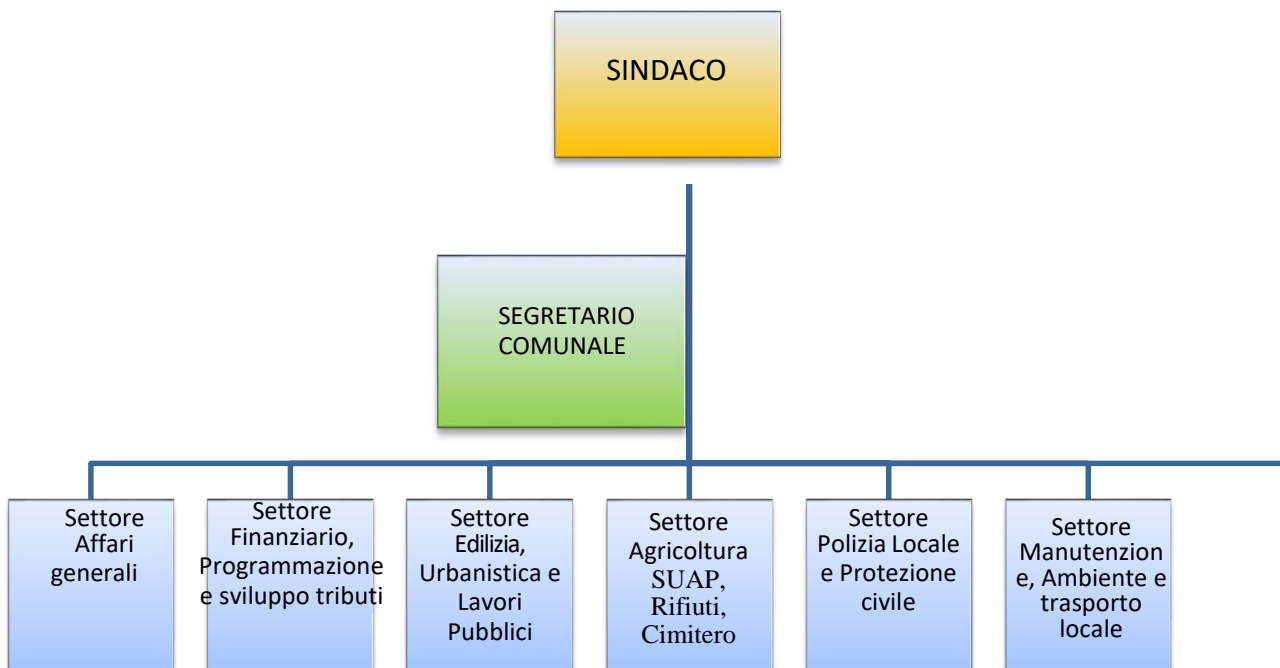 SINDACO
SEGRETARIO
COMUNALE
Settore
Affari
generali
Settore
Finanziario,
Programmazione
e sviluppo tributi
Settore
Edilizia,
Urbanistica e
Lavori
Pubblici
Settore
Agricoltura
SUAP,
Rifiuti,
Cimitero
Settore
Polizia Locale
e Protezione
civile
Settore
Manutenzion
e, Ambiente e
trasporto
locale